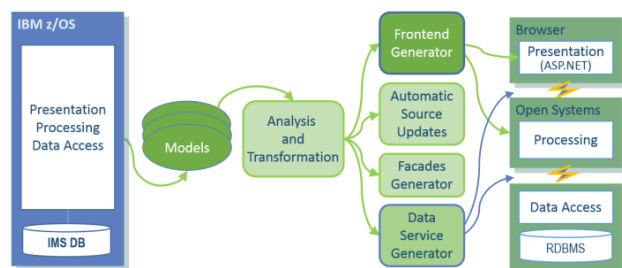 IBM z/OS
Presentation
Processing
Data Access
IMS DB
Models
Analysis
and
Transformation
Frontend
Generator
Automatic
Source
Updates
Facades
Generator
Data
Service
Generator
Browser
Presentation
(ASP.NET)
Open Systems
Processing
Data Access
RDBMS